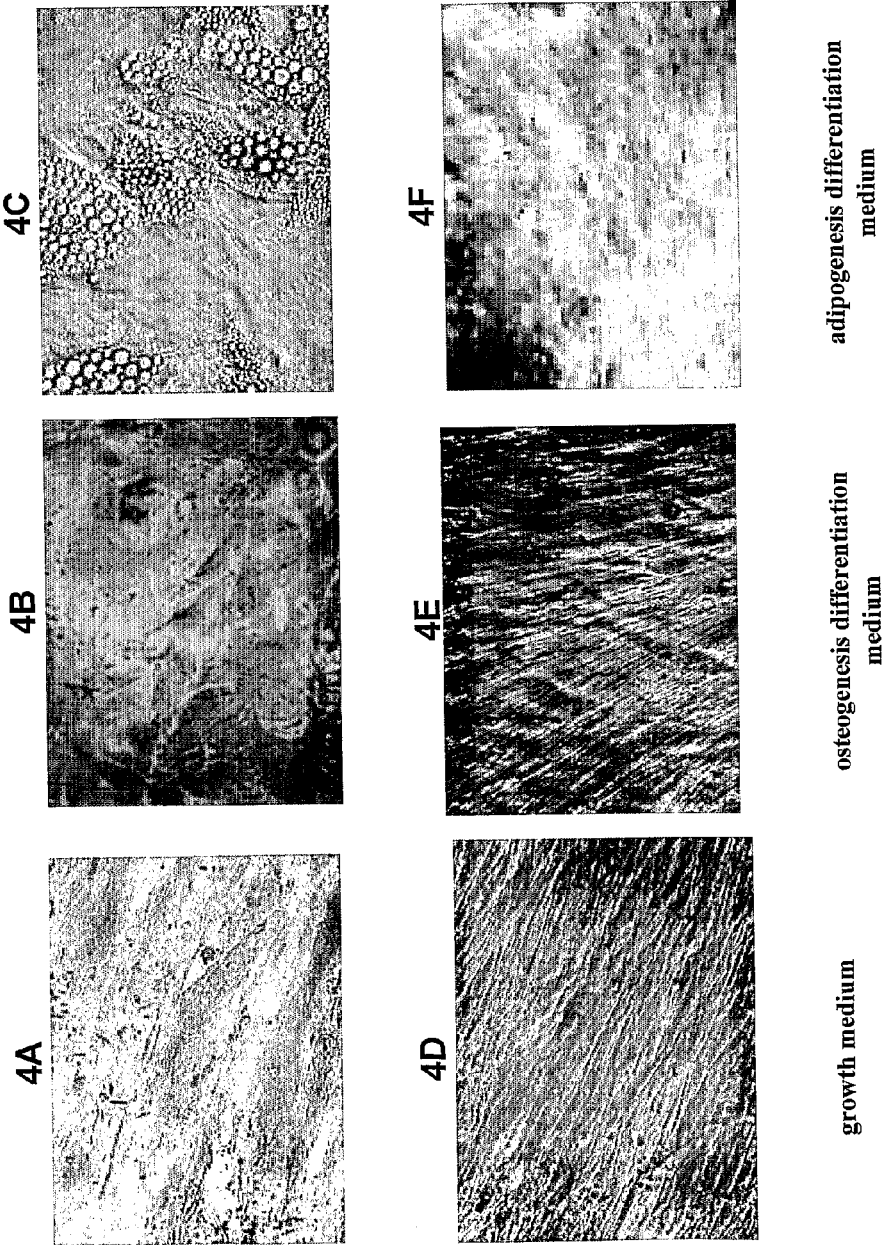 4A
4B
4C
4D
4E
4F
growth medium
osteogenesis differentiation
medium
adipogenesis differentiation
medium